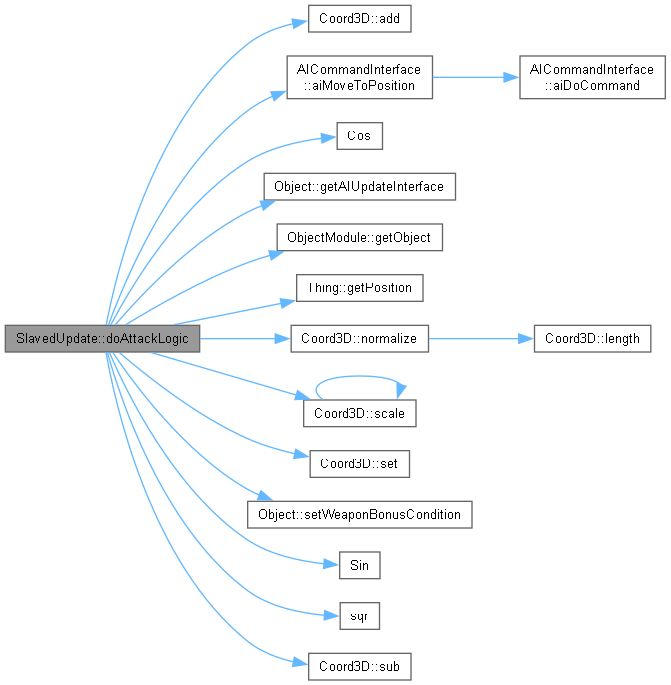 Coord3D::add
AICommandInterface
::aiMoveToPosition
AICommandInterface
::aiDoCommand
Cos
Object::getAIUpdateInterface
ObjectModule::getObject
Thing::getPosition
SlavedUpdate::doAttackLogic
Coord3D::normalize
Coord3D::length
Coord3D::scale
Coord3D::set
Object::setWeaponBonusCondition
Sin
sqr
Coord3D::sub